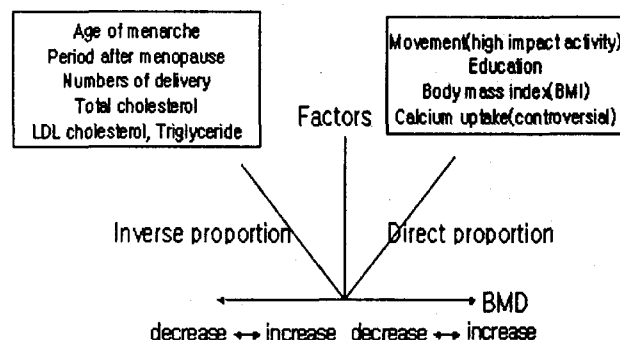 Age of menarche
Period after menopause
Numbers of delivery
Total cholesterol
LDL cholesterol, Triglyceride
Movement(high impact activity)
Education
Body mass index(BMI)
Calcium uptake(controversial)
Factors
Inverse proportion
Direct proportion
BMD
decrease ↔ increase decrease ↔ increase